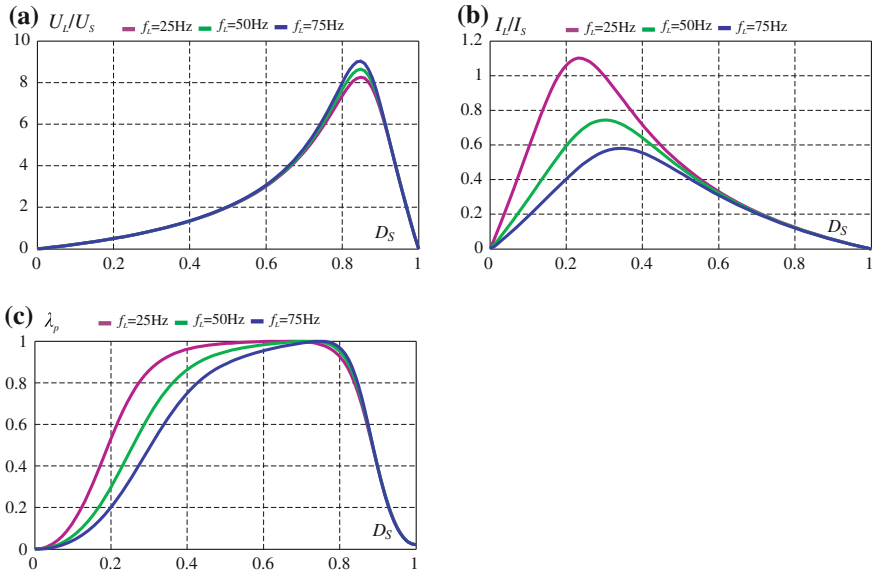 (a) U_L/U_S f_L=25Hz f_L=50Hz f_L=75Hz
10
8
6
4
2
0
D_S
0 0.2 0.4 0.6 0.8 1
(b) I_L/I_S f_L=25Hz f_L=50Hz f_L=75Hz
1.2
1
0.8
0.6
0.4
0.2
0
D_S
0 0.2 0.4 0.6 0.8 1
(c) λ_p f_L=25Hz f_L=50Hz f_L=75Hz
1
0.8
0.6
0.4
0.2
0
D_S
0 0.2 0.4 0.6 0.8 1